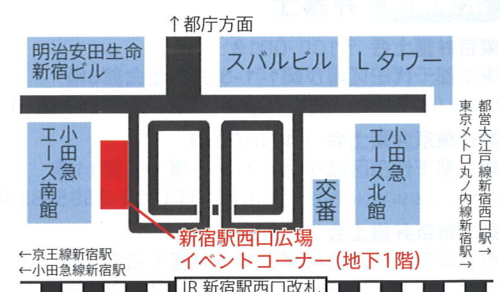 ↑都庁方面
明治安田生命
新宿ビル
スバルビル
Lタワー
小田急
エース南館
小田急
エース北館
交番
都営大江戸線新宿西口駅→
東京メトロ丸ノ内線新宿駅→
新宿駅西口広場
イベントコーナー(地下1階)
←京王線新宿駅
←小田急線新宿駅
JR 新宿駅西口改札